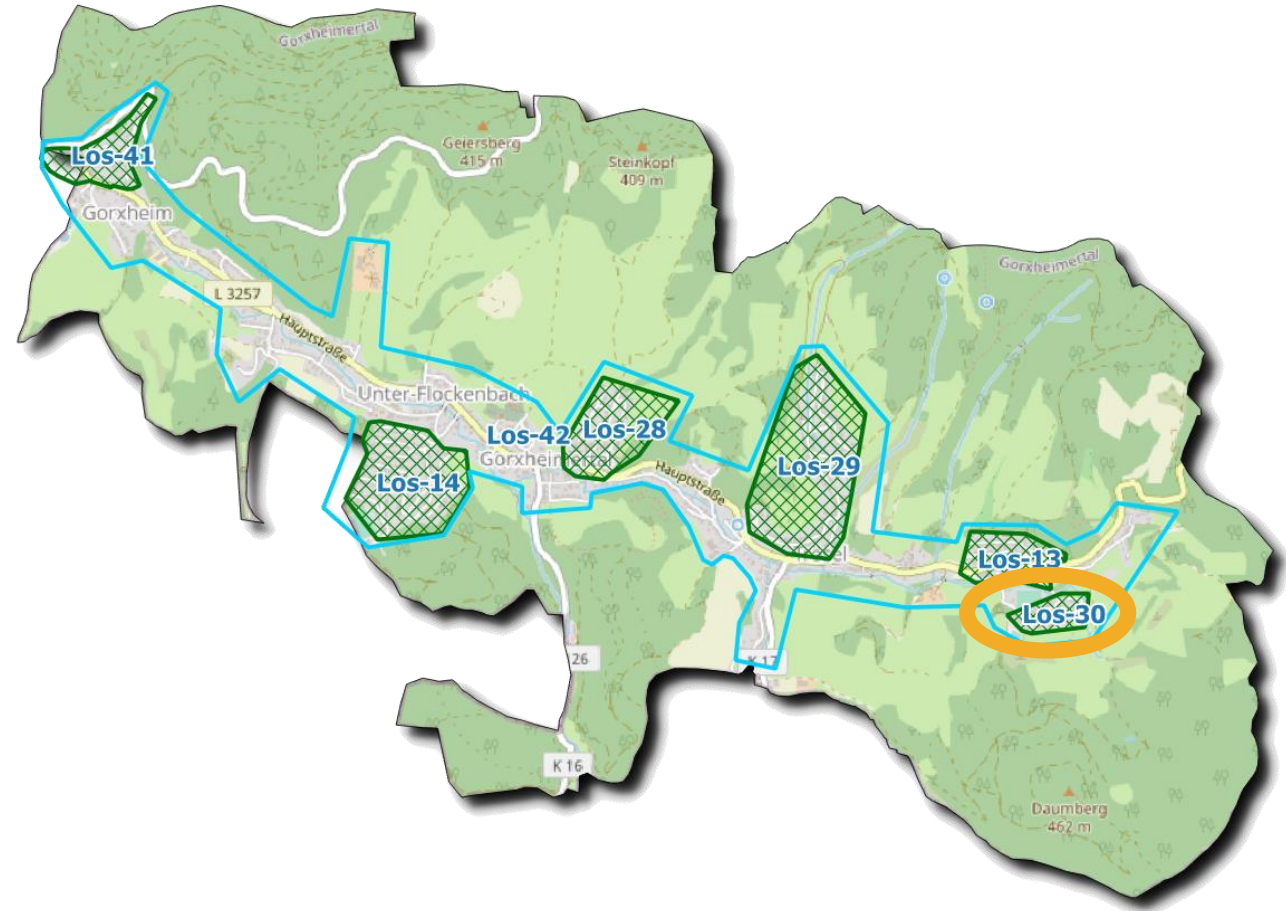 Gorxheimertal
Geiersberg
415 m
Steinkopf
409 m
Los-41
Gorxheim
Gorxheimertal
L 3257
Hauptstraße
Unter-Flockenbach
Los-42
Los-28
Gorxheimertal
Los-29
Hauptstraße
Los-14
Los-13
Los-30
26
K 17
K 16
Daumberg
462 m